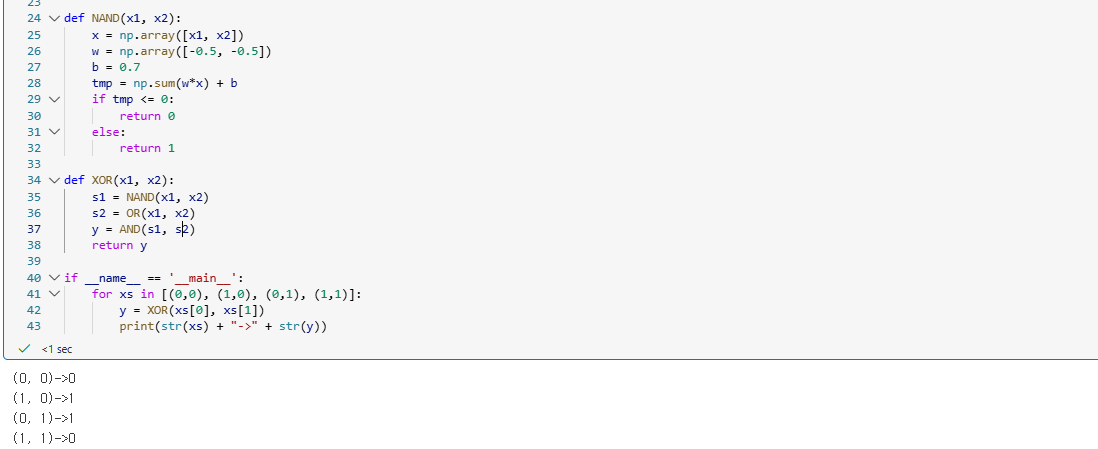 23
24 def NAND(x1, x2):
25 x = np.array([x1, x2])
26 w = np.array([-0.5, -0.5])
27 b = 0.7
28 tmp = np.sum(w*x) + b
29 if tmp <= 0:
30 return 0
31 else:
32 return 1
33
34 def XOR(x1, x2):
35 s1 = NAND(x1, x2)
36 s2 = OR(x1, x2)
37 y = AND(s1, s2)
38 return y
39
40 if __name__ == '__main__':
41 for xs in [(0,0), (1,0), (0,1), (1,1)]:
42 y = XOR(xs[0], xs[1])
43 print(str(xs) + "->" + str(y))
<1 sec
(0, 0)->0
(1, 0)->1
(0, 1)->1
(1, 1)->0